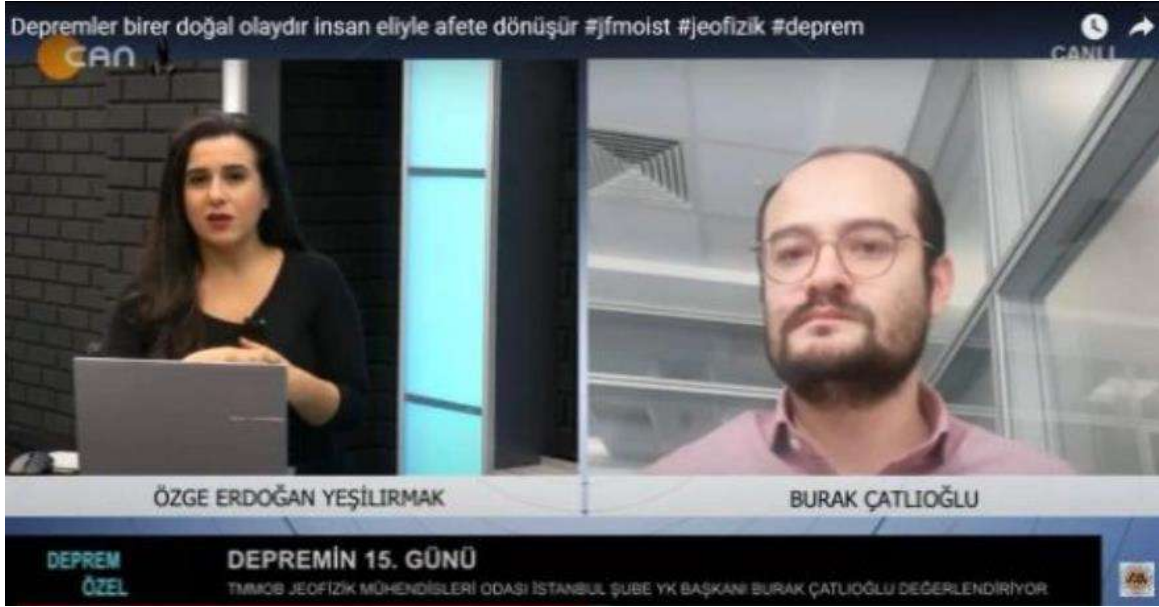 Depremler birer doğal olaydır insan eliyle afete dönüşür #jfmoist #jeofizik #deprem
CAN
CANLI
ÖZGE ERDOĞAN YEŞİLIRMAK
BURAK ÇATLIOĞLU
DEPREM
ÖZEL
DEPREMİN 15. GÜNÜ
TMMOB JEOFİZİK MÜHENDİSLERİ ODASI İSTANBUL ŞUBE YK BAŞKANI BURAK ÇATLIOĞLU DEĞERLENDİRİYOR